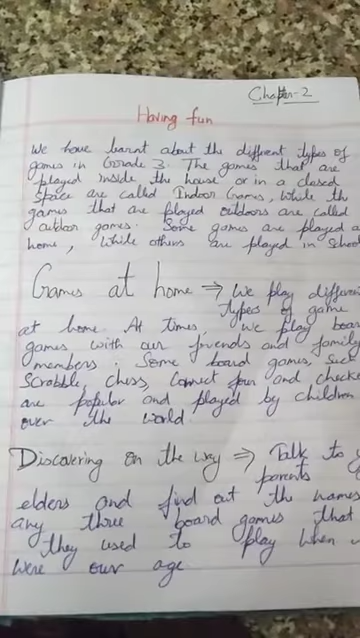 Chapter-2
Having fun
We have learnt about the different types of
games in Grade 3. The games that are
played inside the house or in a closed
space are called Indoor Games, while the
games that are played outdoors are called
outdoor games. Some games are played a
home, while others are played in School
Games at home ⇒ We play differen
types of game
at home. At times, we play boar
games with our friends and family
members. Some board games, such
Scrabble, chess, Connect four and checke
are popular and played by children
over the world.
Discovering on the way ⇒ Talk to y
parents
elders and find out the names
any three board games that
they used to play when
were our age